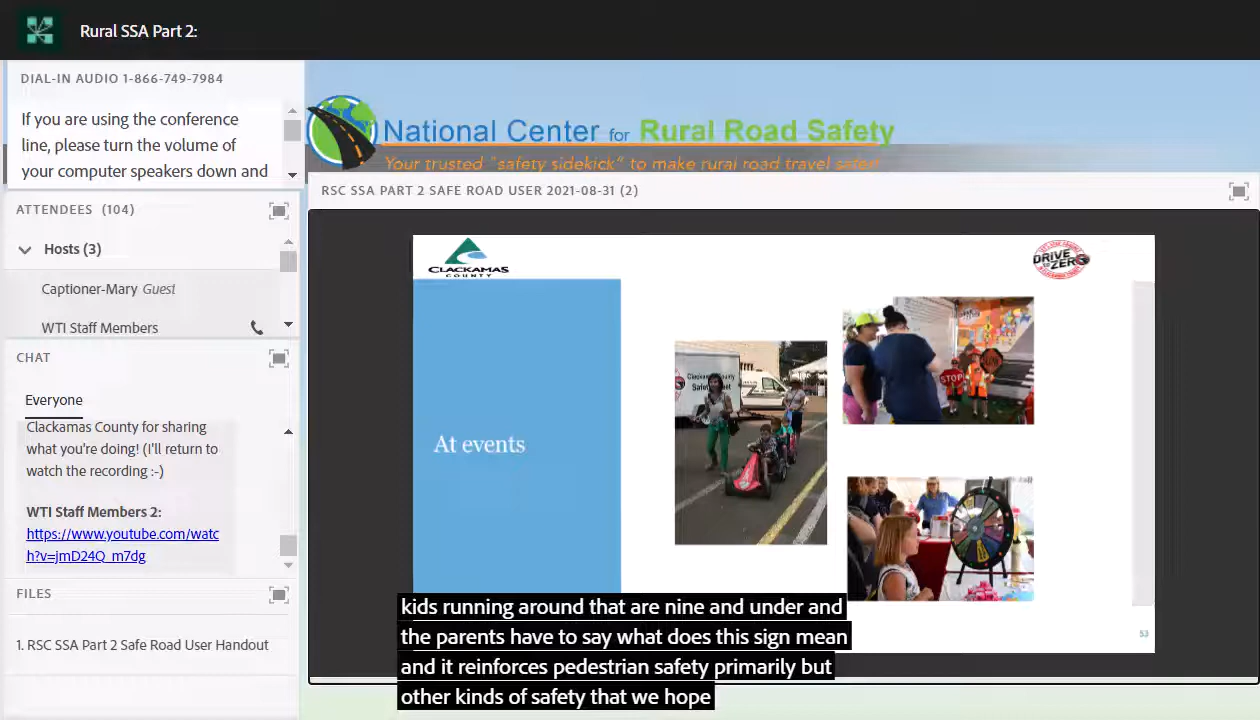 Rural SSA Part 2:
DIAL-IN AUDIO 1-866-749-7984
If you are using the conference
line, please turn the volume of
your computer speakers down and
ATTENDEES (104)
Hosts (3)
Captioner-Mary Guest
WTI Staff Members
CHAT
Everyone
Clackamas County for sharing
what you're doing! (i'll return to
watch the recording :-)
WTI Staff Members 2:
https://www.youtube.com/watc
h?v=jmD24Q_m7dg
FILES
1. RSC SSA Part 2 Safe Road User Handout
National Center for Rural Road Safety
Your trusted "safety sidekick" to make rural road travel safer!
RSC SSA PART 2 SAFE ROAD USER 2021-08-31 (2)
CLACKAMAS
COUNTY
DRIVE
to ZERO
At events
Clackamas County
Safety
STOP
53
kids running around that are nine and under and
the parents have to say what does this sign mean
and it reinforces pedestrian safety primarily but
other kinds of safety that we hope